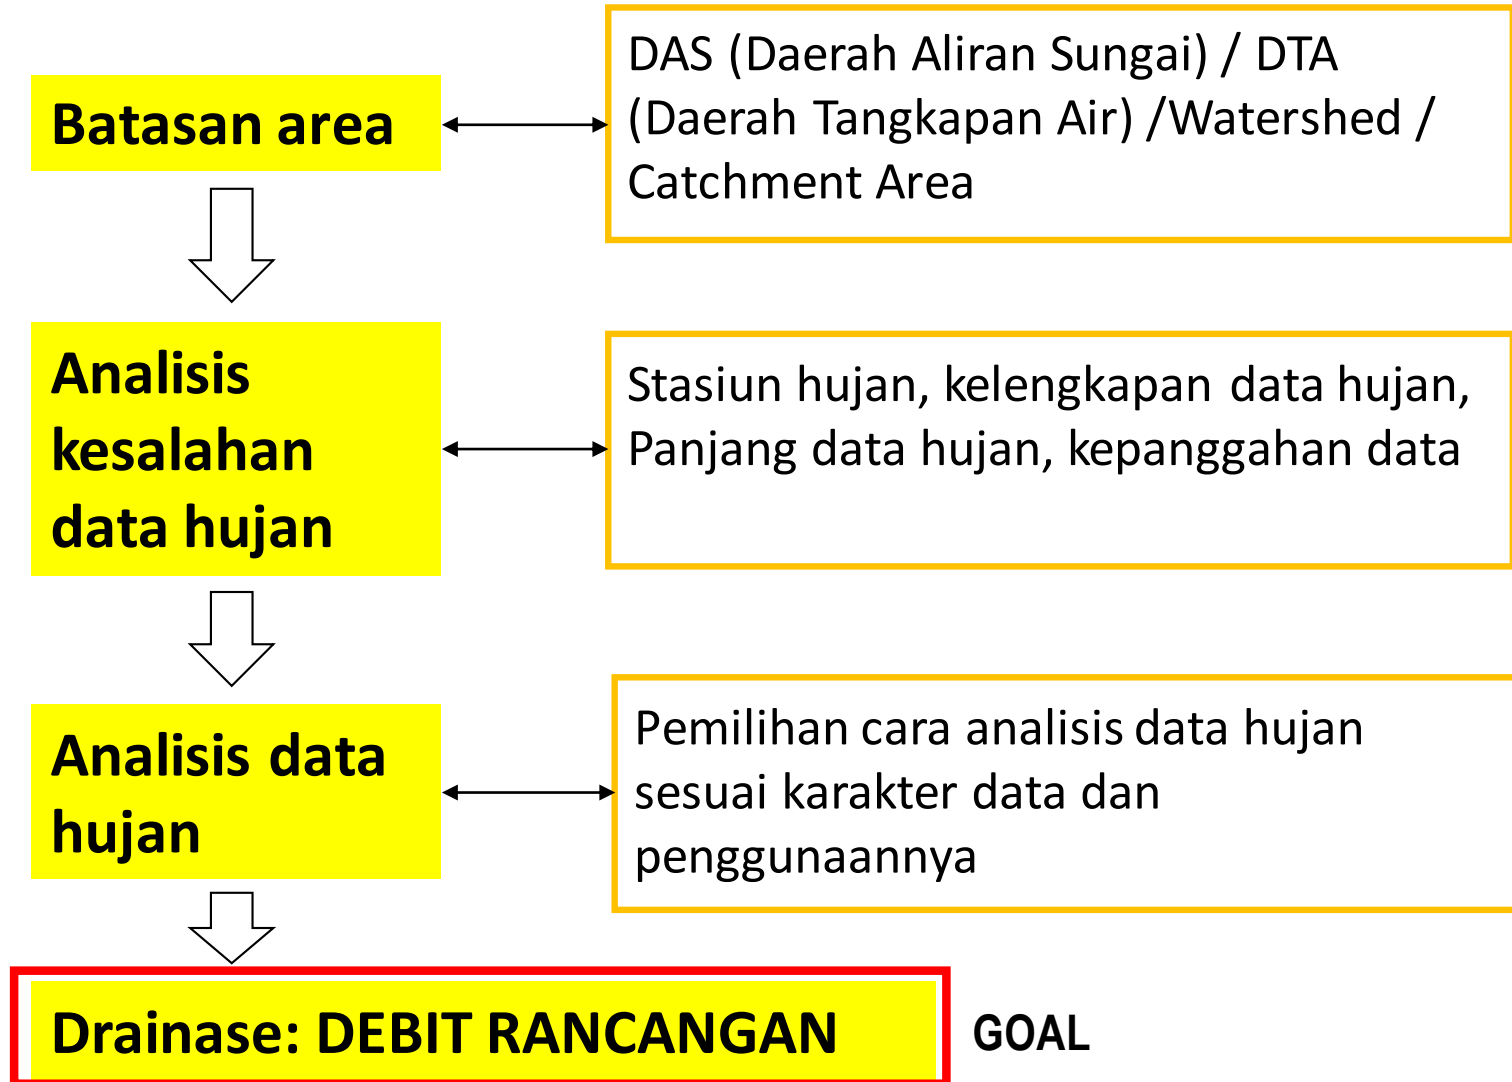 Batasan area
DAS (Daerah Aliran Sungai) / DTA
(Daerah Tangkapan Air) /Watershed /
Catchment Area
Analisis
kesalahan
data hujan
Stasiun hujan, kelengkapan data hujan,
Panjang data hujan, kepanggahan data
Analisis data
hujan
Pemilihan cara analisis data hujan
sesuai karakter data dan
penggunaannya
Drainase: DEBIT RANCANGAN
GOAL